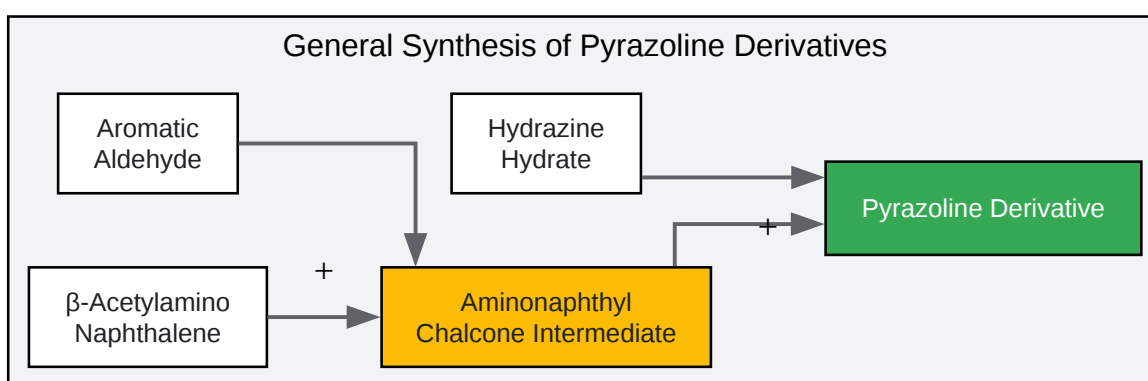 General Synthesis of Pyrazoline Derivatives
Aromatic
Aldehyde
Hydrazine
Hydrate
Pyrazoline Derivative
+
+
β-Acetylamino
Naphthalene
Aminonaphthyl
Chalcone Intermediate